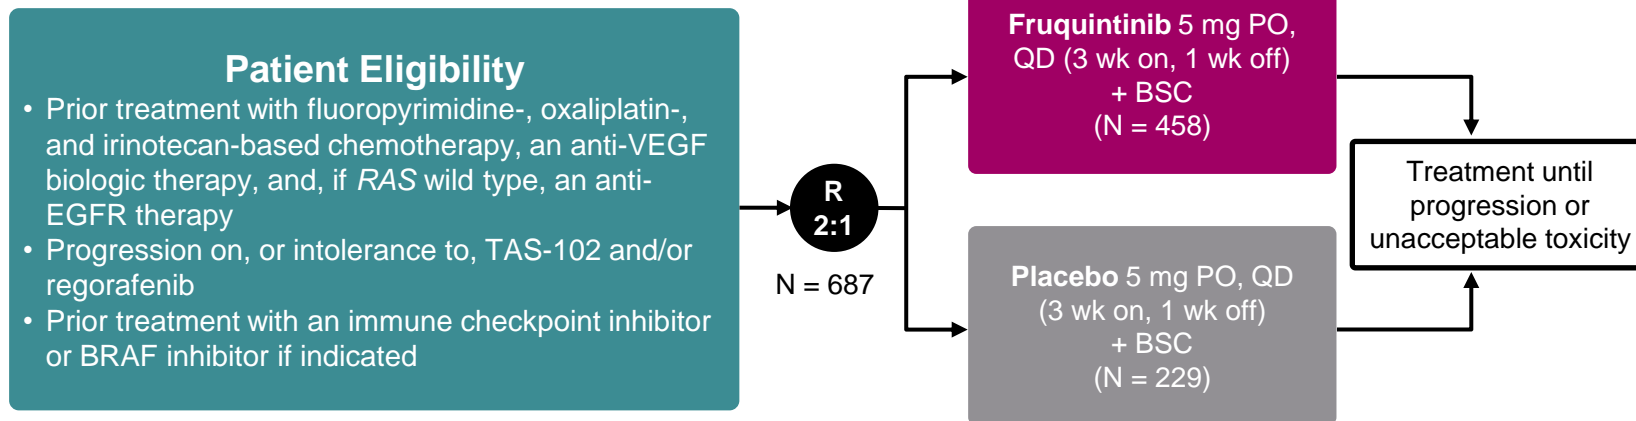 Patient Eligibility
• Prior treatment with fluoropyrimidine-, oxaliplatin-,
and irinotecan-based chemotherapy, an anti-VEGF
biologic therapy, and, if RAS wild type, an anti-
EGFR therapy
• Progression on, or intolerance to, TAS-102 and/or
regorafenib
• Prior treatment with an immune checkpoint inhibitor
or BRAF inhibitor if indicated
R
2:1
N = 687
Fruquintinib 5 mg PO,
QD (3 wk on, 1 wk off)
+ BSC
(N = 458)
Placebo 5 mg PO, QD
(3 wk on, 1 wk off)
+ BSC
(N = 229)
Treatment until
progression or
unacceptable toxicity